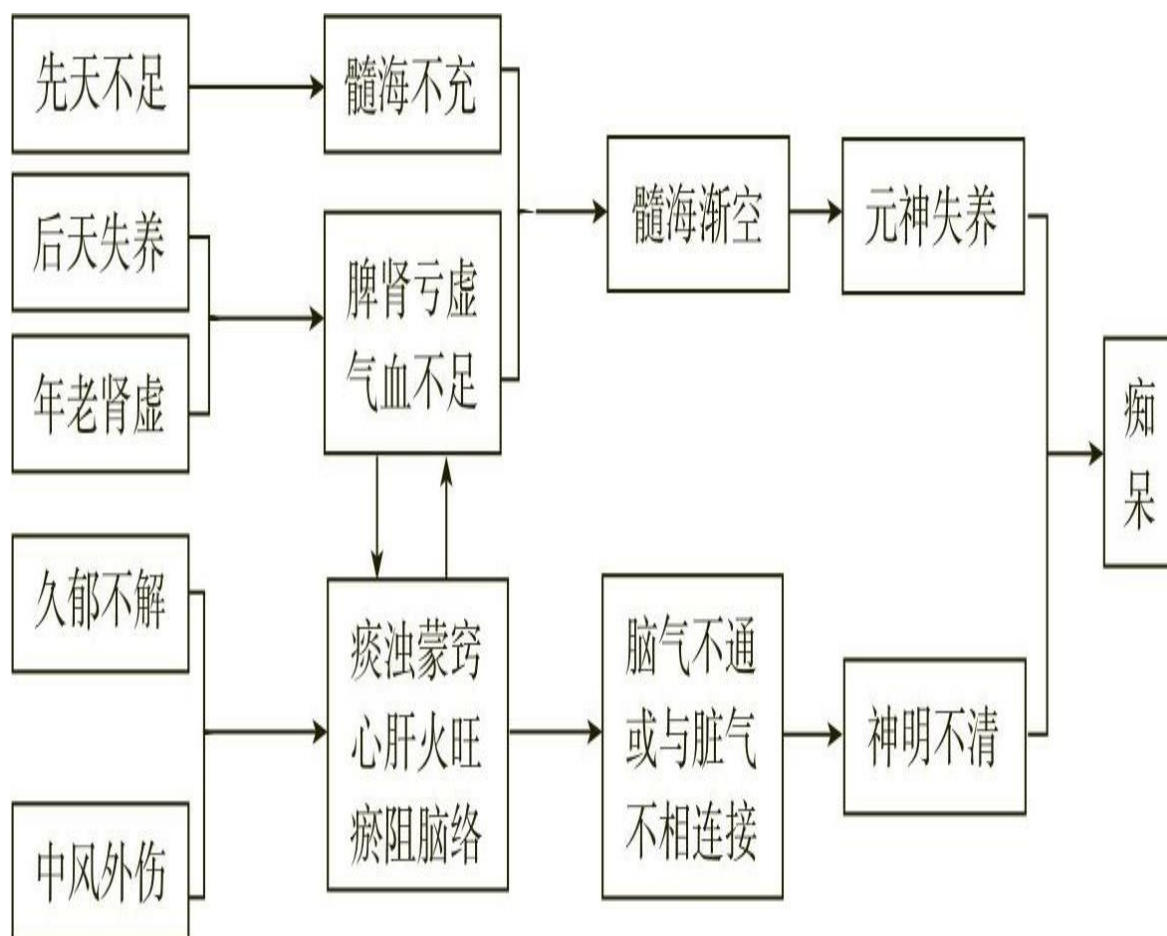 先天不足
髓海不充
后天失养
脾肾亏虚
气血不足
年老肾虚
髓海渐空
元神失养
痴
呆
久郁不解
痰浊蒙窍
心肝火旺
瘀阻脑络
脑气不通
或与脏气
不相连接
神明不清
中风外伤